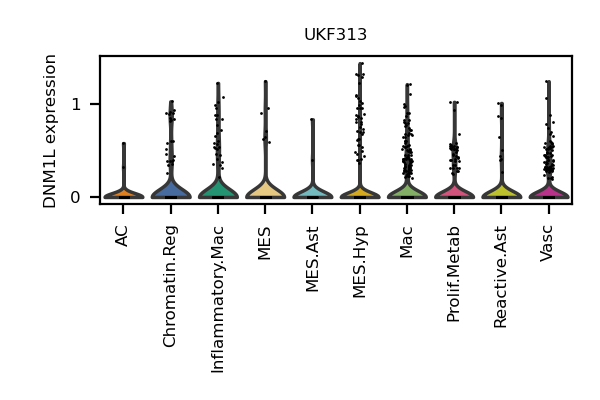 UKF313
DNM1L expression
1
0
AC
Chromatin.Reg
Inflammatory.Mac
MES
MES.Ast
MES.Hyp
Mac
Prolif.Metab
Reactive.Ast
Vasc